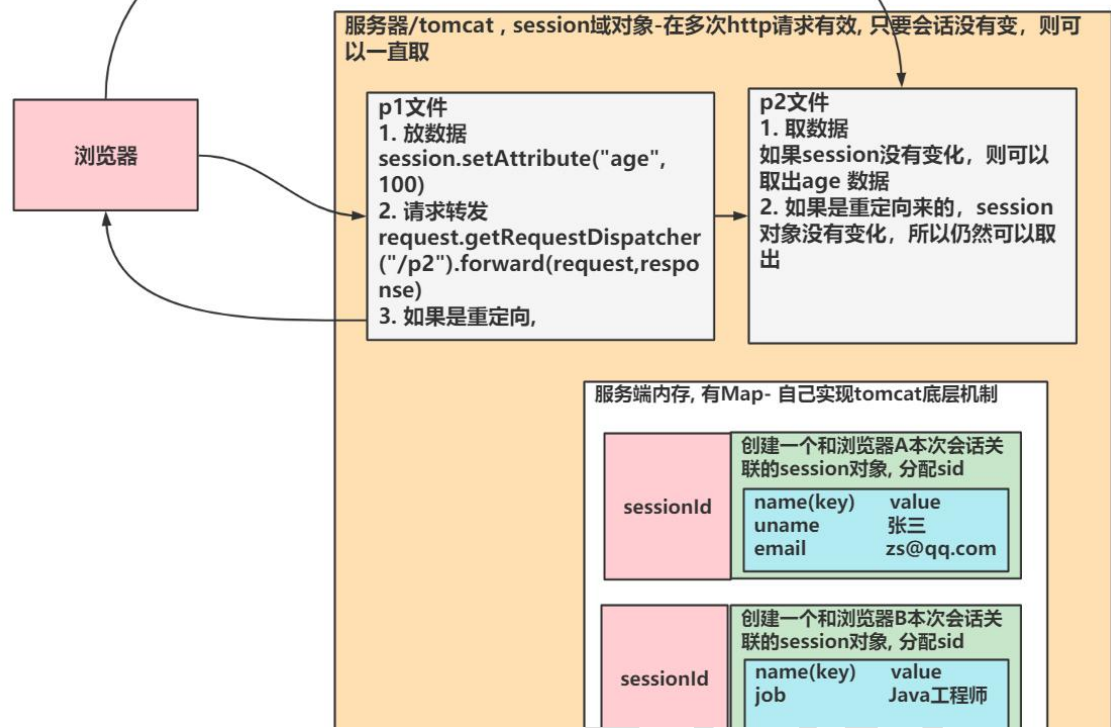 服务器/tomcat , session域对象-在多次http请求有效, 只要会话没有变，则可
以一直取
浏览器
p1文件
1. 放数据
session.setAttribute("age",
100)
2. 请求转发
request.getRequestDispatcher
("/p2").forward(request,respo
nse)
3. 如果是重定向,
p2文件
1. 取数据
如果session没有变化，则可以
取出age 数据
2. 如果是重定向来的，session
对象没有变化，所以仍然可以取
出
服务端内存, 有Map- 自己实现tomcat底层机制
sessionId
创建一个和浏览器A本次会话关
联的session对象, 分配sid
name(key) value
uname 张三
email zs@qq.com
sessionId
创建一个和浏览器B本次会话关
联的session对象, 分配sid
name(key) value
job Java工程师